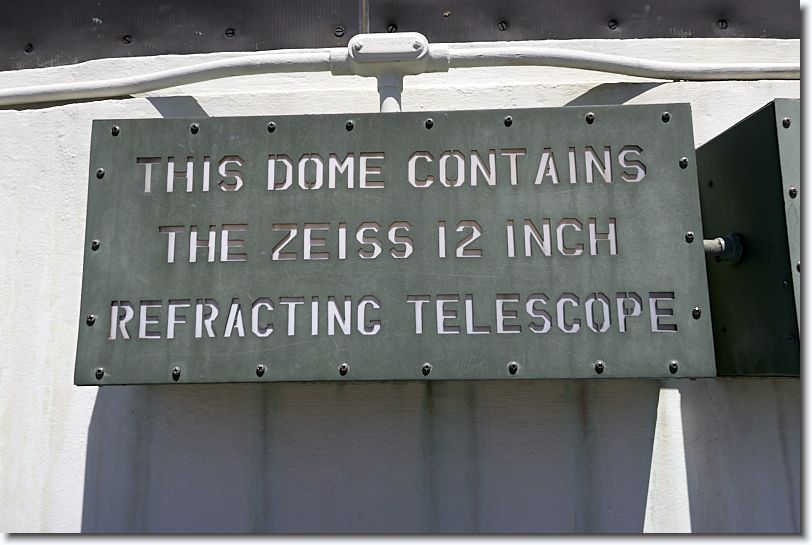 THIS DOME CONTAINS
THE ZEISS 12 INCH
REFRACTING TELESCOPE